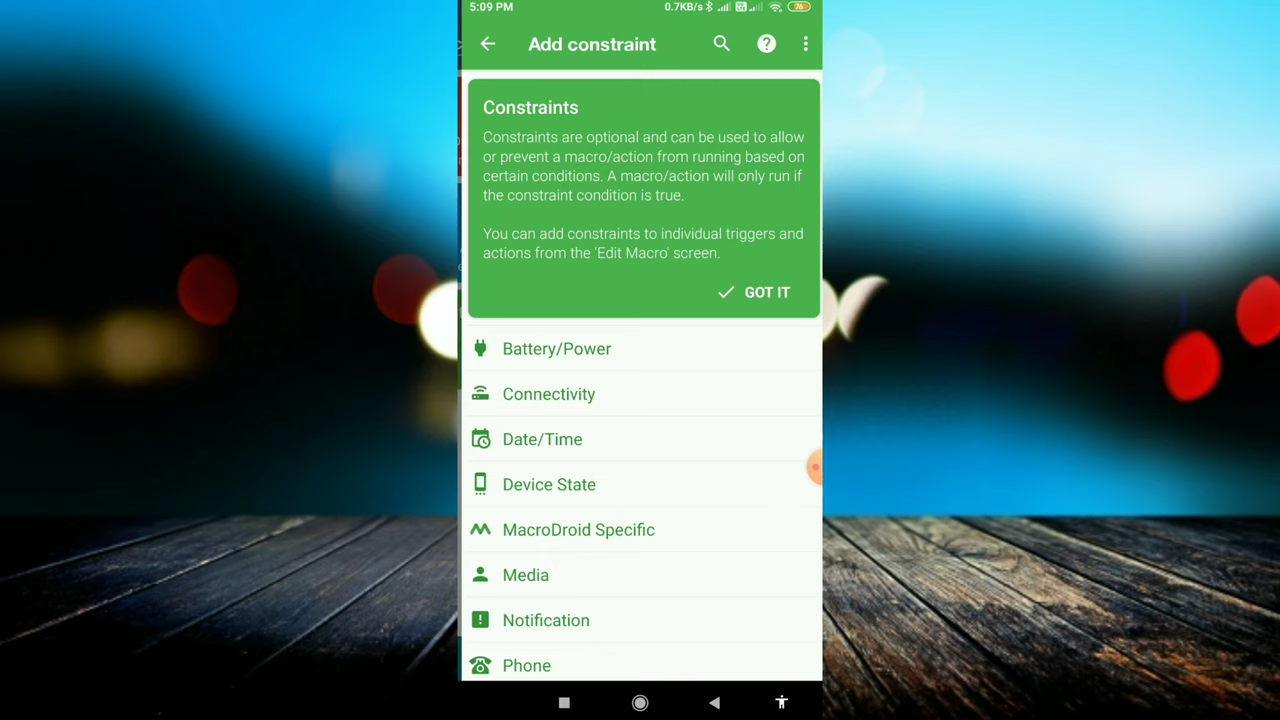 5:09 PM
0.7KB/s
76
Add constraint
Constraints
Constraints are optional and can be used to allow
or prevent a macro/action from running based on
certain conditions. A macro/action will only run if
the constraint condition is true.
You can add constraints to individual triggers and
actions from the 'Edit Macro' screen.
GOT IT
Battery/Power
Connectivity
Date/Time
Device State
MacroDroid Specific
Media
Notification
Phone